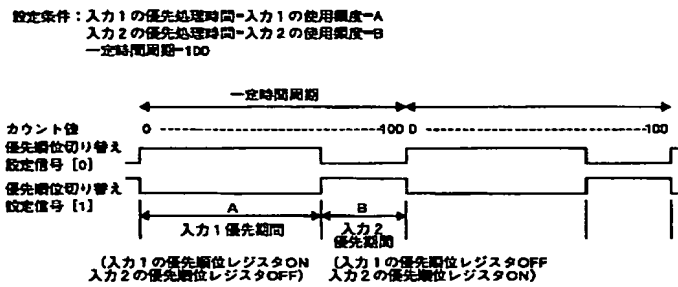 設定条件：入力1の優先処理時間=入力1の使用頻度=A
入力2の優先処理時間=入力2の使用頻度=B
一定時間周期=100
一定時間周期
カウント値 0 100 0 100
優先順位切り替え
設定信号 [0]
優先順位切り替え
設定信号 [1]
A B
入力1優先期間 入力2
優先期間
(入力1の優先順位レジスタON (入力1の優先順位レジスタOFF
入力2の優先順位レジスタOFF) 入力2の優先順位レジスタON)